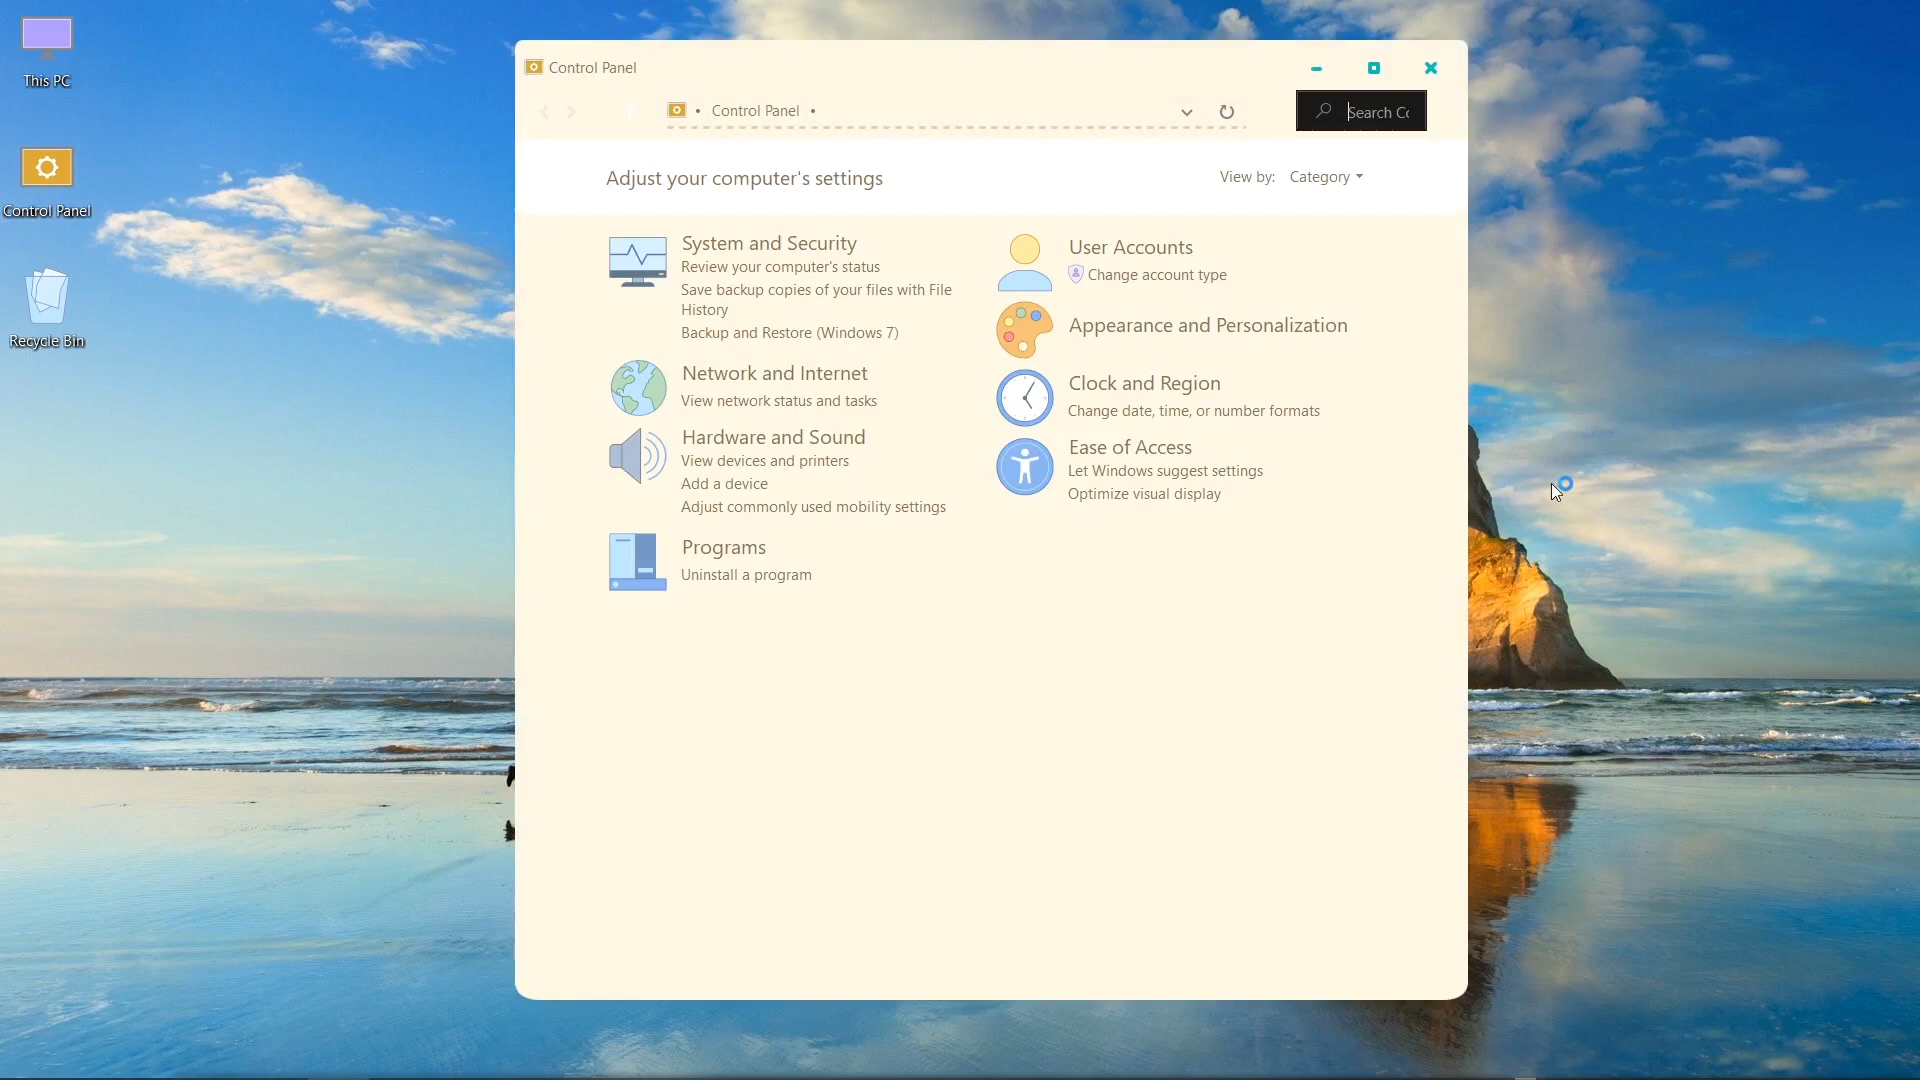 This PC
Control Panel
Recycle Bin
Control Panel
Control Panel
Search Co
Adjust your computer's settings
View by: Category
System and Security
Review your computer's status
Save backup copies of your files with File
History
Backup and Restore (Windows 7)
Network and Internet
View network status and tasks
Hardware and Sound
View devices and printers
Add a device
Adjust commonly used mobility settings
Programs
Uninstall a program
User Accounts
Change account type
Appearance and Personalization
Clock and Region
Change date, time, or number formats
Ease of Access
Let Windows suggest settings
Optimize visual display